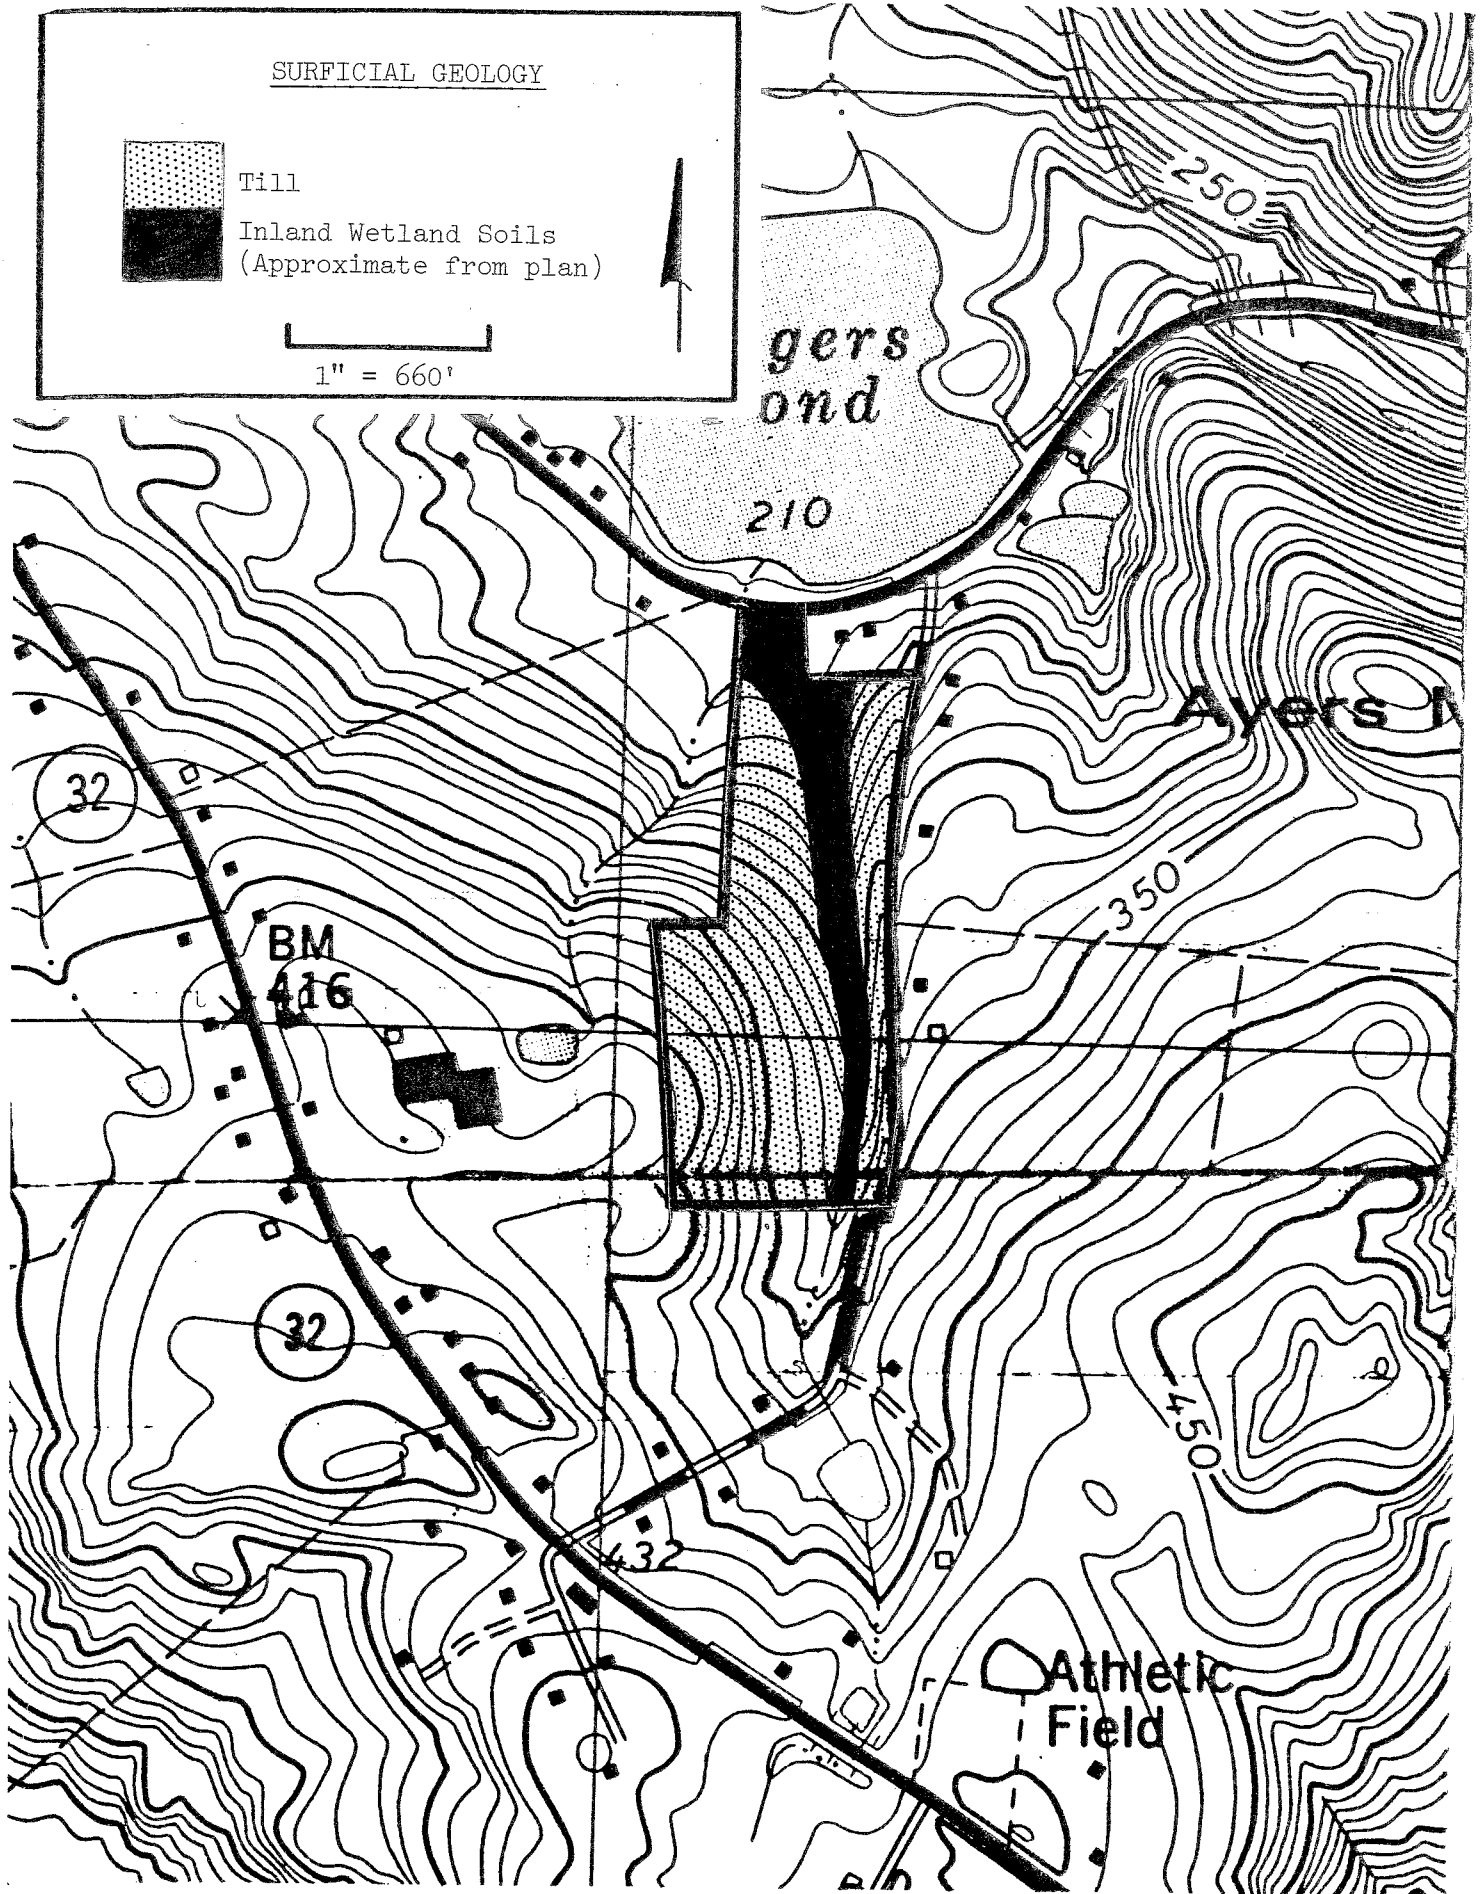 SURFICIAL GEOLOGY
Till
Inland Wetland Soils
(Approximate from plan)
1" = 660'
250
gers
ond
210
Ayers
32
350
BM
416
32
450
432
Athletic
Field